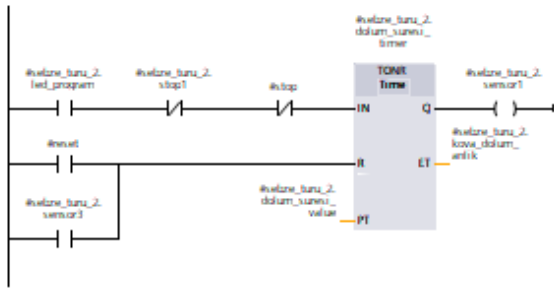 #sebze_turu_2.
dolum_suresi_
timer
#sebze_turu_2.
led_program
#sebze_turu_2.
stop1
#stop
TONR
Time
#sebze_turu_2.
sensor1
IN
Q
#reset
R
ET
#sebze_turu_2.
kova_dolum_
anlik
#sebze_turu_2.
sensor3
#sebze_turu_2.
dolum_suresi_
value
PT